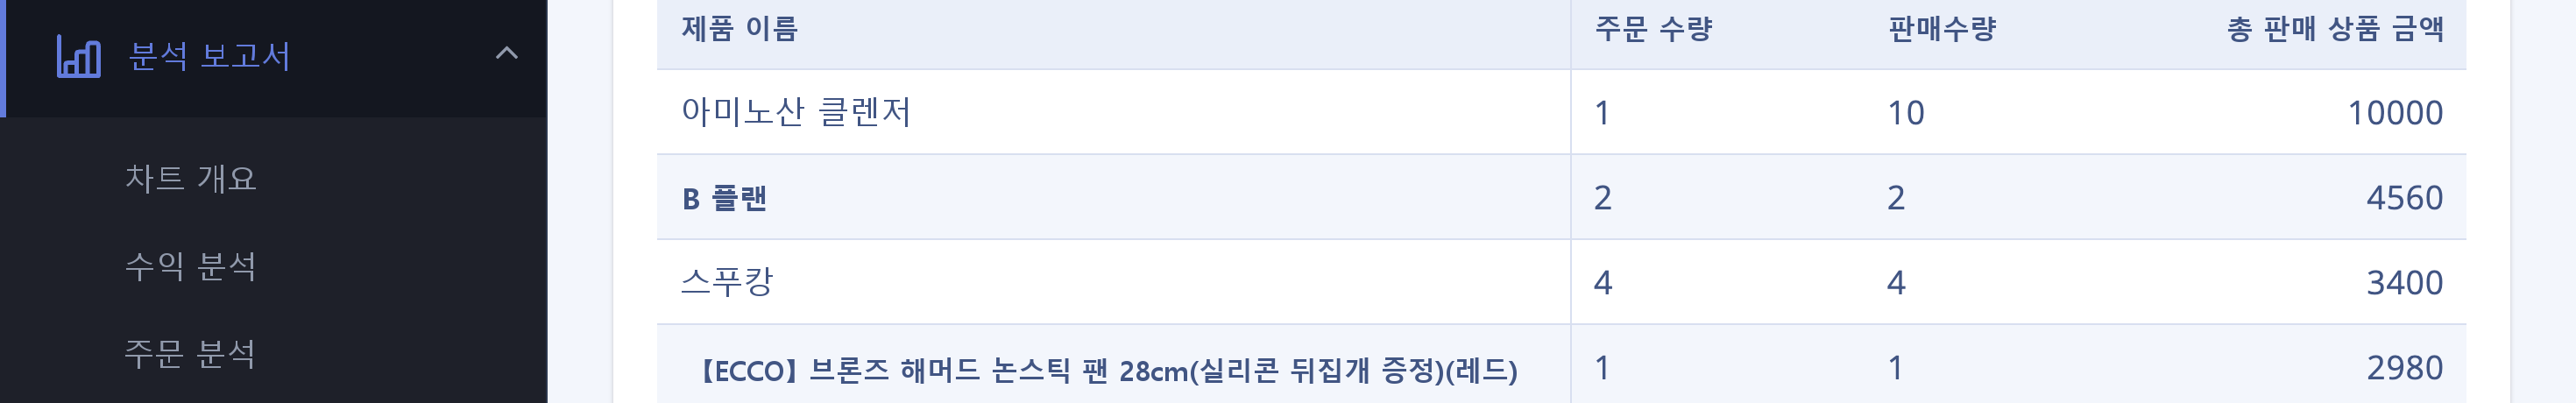 분석 보고서
차트 개요
수익 분석
주문 분석
제품 이름 주문 수량 판매수량 총 판매 상품 금액
아미노산 클렌저 1 10 10000
B 플랜 2 2 4560
스푸캉 4 4 3400
【ECCO】브론즈 해머드 논스틱 팬 28cm(실리콘 뒤집개 증정)(레드) 1 1 2980